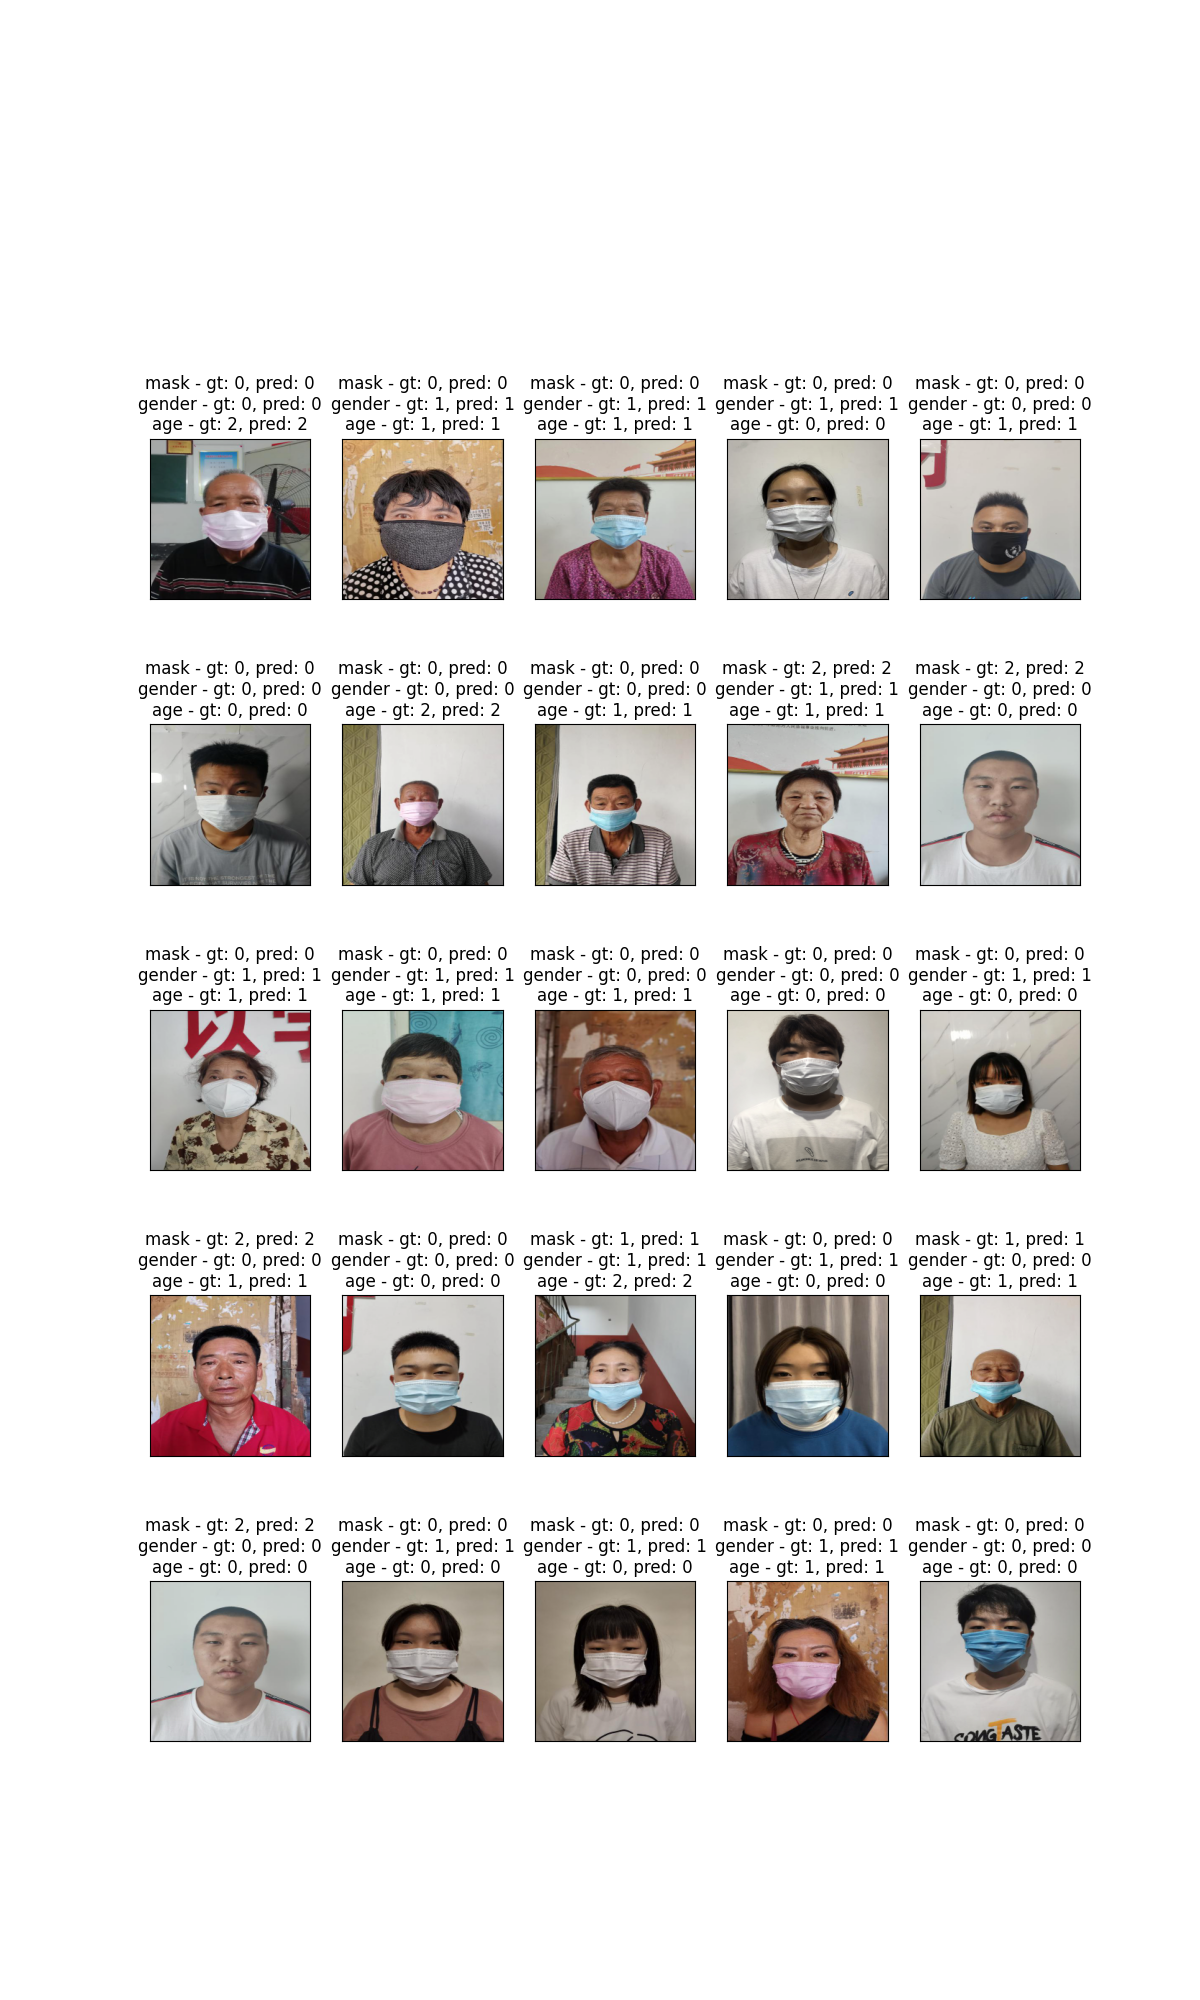 mask - gt: 0, pred: 0
gender - gt: 0, pred: 0
age - gt: 2, pred: 2
mask - gt: 0, pred: 0
gender - gt: 1, pred: 1
age - gt: 1, pred: 1
mask - gt: 0, pred: 0
gender - gt: 1, pred: 1
age - gt: 1, pred: 1
mask - gt: 0, pred: 0
gender - gt: 1, pred: 1
age - gt: 0, pred: 0
mask - gt: 0, pred: 0
gender - gt: 0, pred: 0
age - gt: 1, pred: 1
mask - gt: 0, pred: 0
gender - gt: 0, pred: 0
age - gt: 0, pred: 0
mask - gt: 0, pred: 0
gender - gt: 0, pred: 0
age - gt: 2, pred: 2
mask - gt: 0, pred: 0
gender - gt: 0, pred: 0
age - gt: 1, pred: 1
mask - gt: 2, pred: 2
gender - gt: 1, pred: 1
age - gt: 1, pred: 1
mask - gt: 2, pred: 2
gender - gt: 0, pred: 0
age - gt: 0, pred: 0
mask - gt: 0, pred: 0
gender - gt: 1, pred: 1
age - gt: 1, pred: 1
mask - gt: 0, pred: 0
gender - gt: 1, pred: 1
age - gt: 1, pred: 1
mask - gt: 0, pred: 0
gender - gt: 0, pred: 0
age - gt: 1, pred: 1
mask - gt: 0, pred: 0
gender - gt: 0, pred: 0
age - gt: 0, pred: 0
mask - gt: 0, pred: 0
gender - gt: 1, pred: 1
age - gt: 0, pred: 0
以
mask - gt: 2, pred: 2
gender - gt: 0, pred: 0
age - gt: 1, pred: 1
mask - gt: 0, pred: 0
gender - gt: 0, pred: 0
age - gt: 0, pred: 0
mask - gt: 1, pred: 1
gender - gt: 1, pred: 1
age - gt: 2, pred: 2
mask - gt: 0, pred: 0
gender - gt: 1, pred: 1
age - gt: 0, pred: 0
mask - gt: 1, pred: 1
gender - gt: 0, pred: 0
age - gt: 1, pred: 1
mask - gt: 2, pred: 2
gender - gt: 0, pred: 0
age - gt: 0, pred: 0
mask - gt: 0, pred: 0
gender - gt: 1, pred: 1
age - gt: 0, pred: 0
mask - gt: 0, pred: 0
gender - gt: 1, pred: 1
age - gt: 0, pred: 0
mask - gt: 0, pred: 0
gender - gt: 1, pred: 1
age - gt: 1, pred: 1
mask - gt: 0, pred: 0
gender - gt: 0, pred: 0
age - gt: 0, pred: 0
SONGTASTE